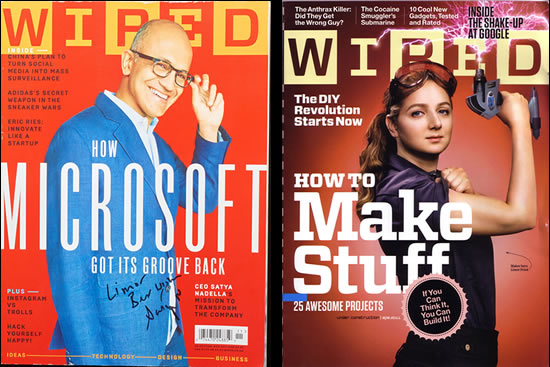 WIRED
INSIDE
CHINA'S PLAN TO
TURN SOCIAL
MEDIA INTO MASS
SURVEILLANCE
ADIDAS'S SECRET
WEAPON IN THE
SNEAKER WARS
ERIC RIES:
INNOVATE
LIKE A
STARTUP
HOW
MICROSOFT
GOT ITS GROOVE BACK
PLUS
INSTAGRAM
VS
TROLLS
HACK
YOURSELF
HAPPY!
CEO SATYA
NADELLA'S
MISSION TO
TRANSFORM
THE COMPANY
IDEAS TECHNOLOGY DESIGN BUSINESS
The Anthrax Killer:
Did They Get
the Wrong Guy?
The Cocaine
Smuggler's
Submarine
10 Cool New
Gadgets, Tested
and Rated
INSIDE
THE SHAKE-UP
AT GOOGLE
WIRED
The DIY
Revolution
Starts Now
HOW TO
Make
Stuff
25 AWESOME PROJECTS
If You
Can Think It,
You Can
Build It!